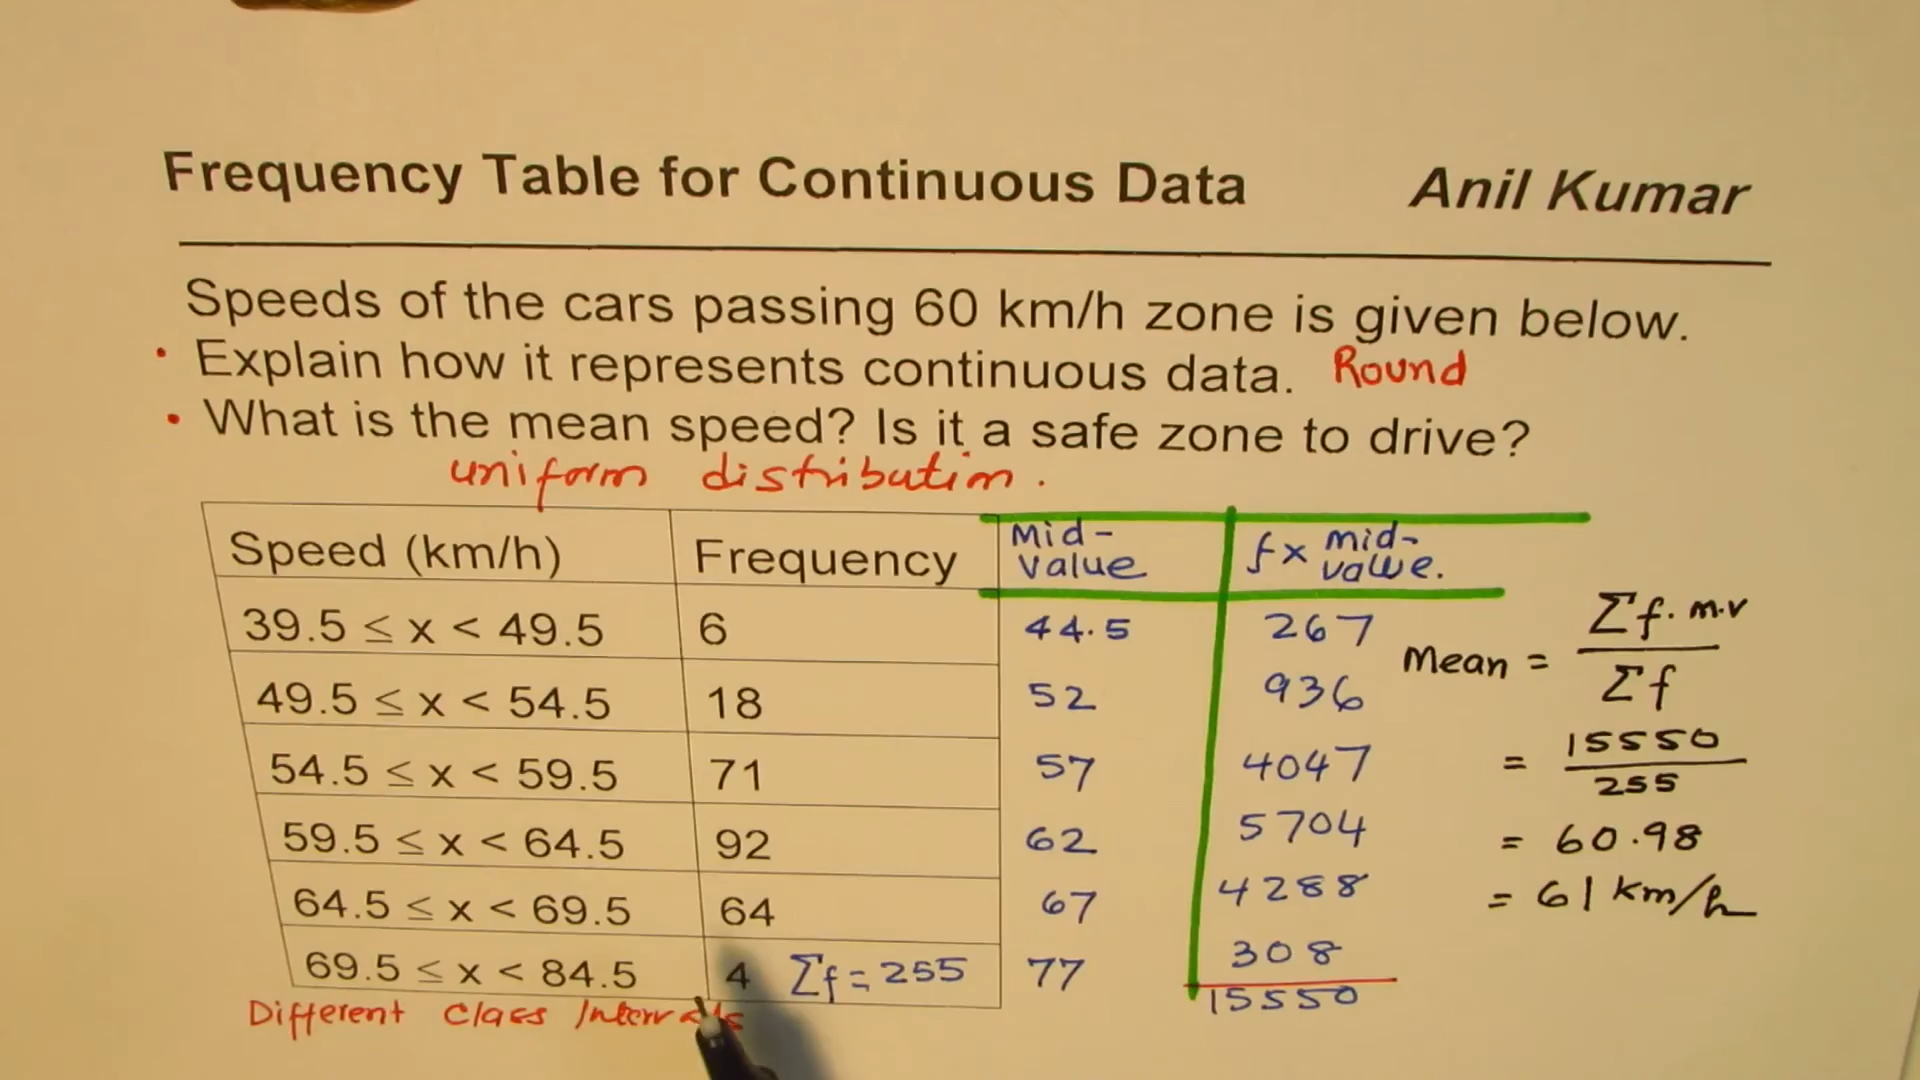 Frequency Table for Continuous Data Anil Kumar
Speeds of the cars passing 60 km/h zone is given below.
• Explain how it represents continuous data. Round
• What is the mean speed? Is it a safe zone to drive?
uniform distribution.
Speed (km/h) Frequency Mid-value f x mid-value.
39.5 ≤ x < 49.5 6 44.5 267
49.5 ≤ x < 54.5 18 52 936
54.5 ≤ x < 59.5 71 57 4047
59.5 ≤ x < 64.5 92 62 5704
64.5 ≤ x < 69.5 64 67 4288
69.5 ≤ x < 84.5 4 Σf = 255 77 308
15550
Different Class Intervals
Mean = Σf. m.v / Σf
= 15550 / 255
= 60.98
= 61 km/h